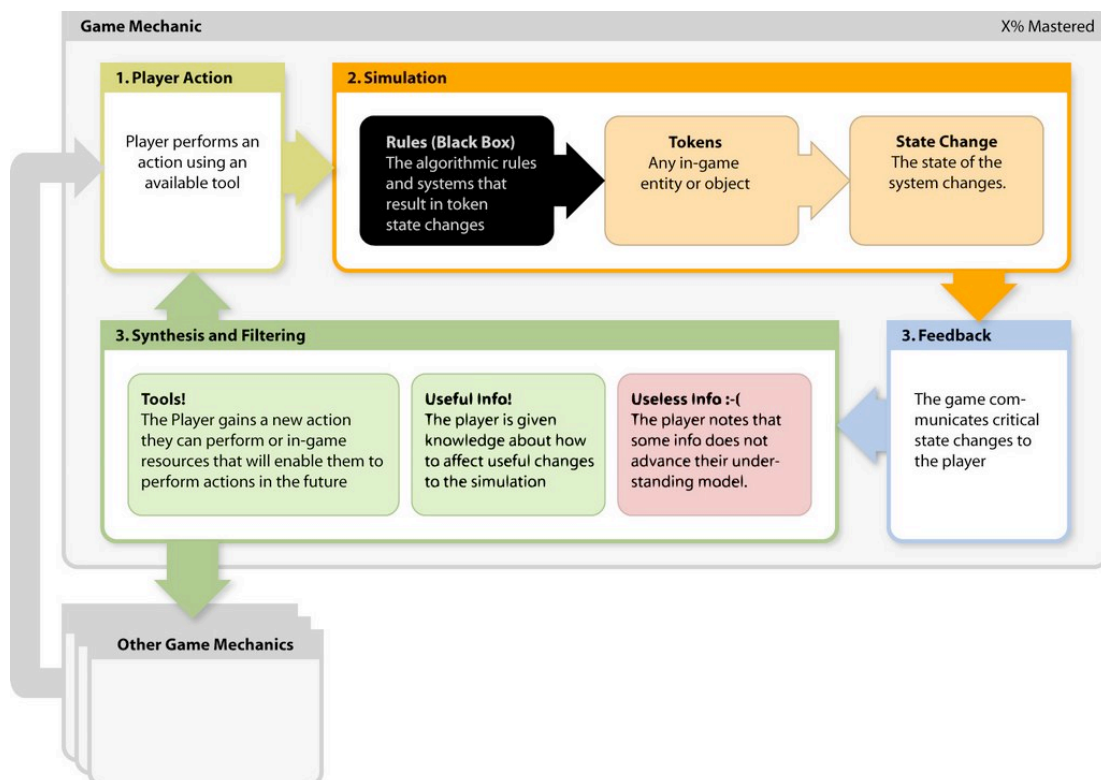 Game Mechanic
X% Mastered
1. Player Action
Player performs an
action using an
available tool
2. Simulation
Rules (Black Box)
The algorithmic rules
and systems that
result in token
state changes
Tokens
Any in-game
entity or object
State Change
The state of the
system changes.
3. Feedback
The game com-
municates critical
state changes to
the player
3. Synthesis and Filtering
Tools!
The Player gains a new action
they can perform or in-game
resources that will enable them to
perform actions in the future
Useful Info!
The player is given
knowledge about how
to affect useful changes
to the simulation
Useless Info :-(
The player notes that
some info does not
advance their under-
standing model.
Other Game Mechanics